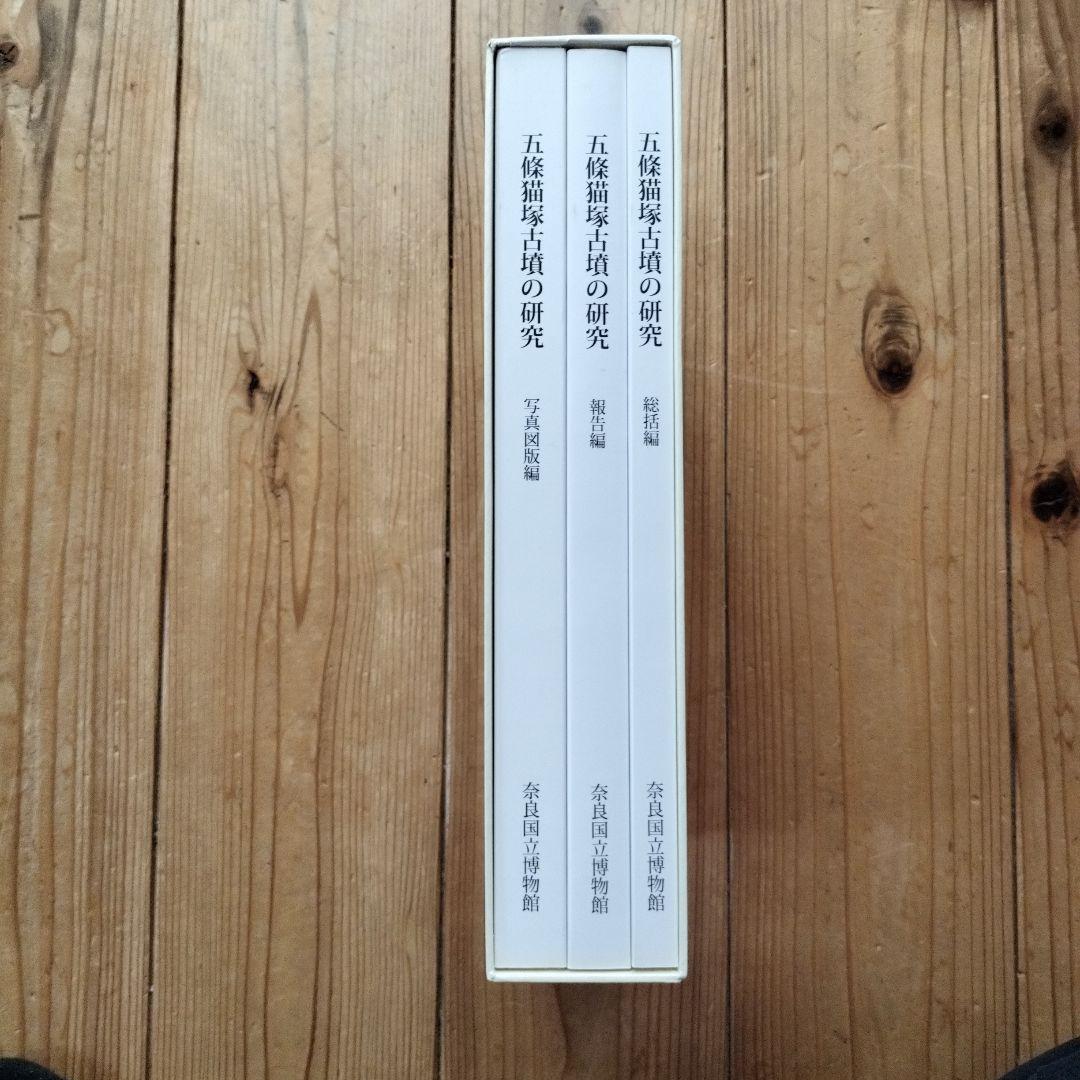 五條猫塚古墳の研究
総括編
奈良国立博物館
五條猫塚古墳の研究
報告編
奈良国立博物館
五條猫塚古墳の研究
写真図版編
奈良国立博物館